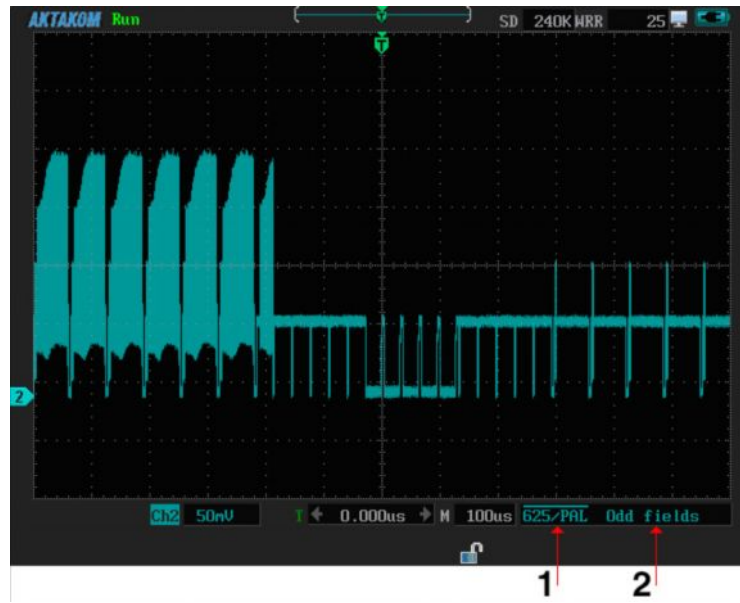 AKTAKOM Run T SD 240K WRR 25
T
2
Ch2 50mV T 0.000us M 100us 625/PAL Odd fields
1 2